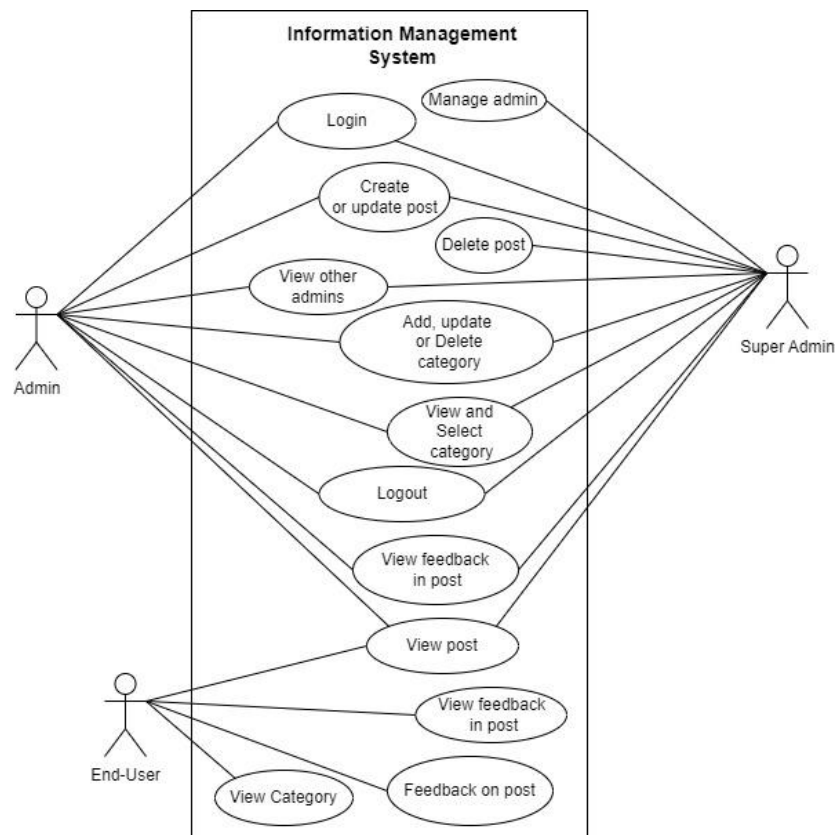 Information Management
System
Manage admin
Login
Create
or update post
Delete post
View other
admins
Add, update
or Delete
category
Super Admin
Admin
View and
Select
category
Logout
View feedback
in post
View post
View feedback
in post
End-User
View Category
Feedback on post